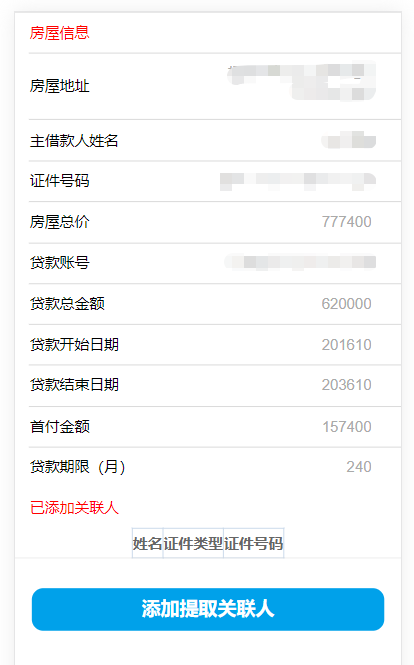 房屋信息
房屋地址
主借款人姓名
证件号码
房屋总价 777400
贷款账号
贷款总金额 620000
贷款开始日期 201610
贷款结束日期 203610
首付金额 157400
贷款期限（月） 240
已添加关联人
姓名 证件类型 证件号码
添加提取关联人